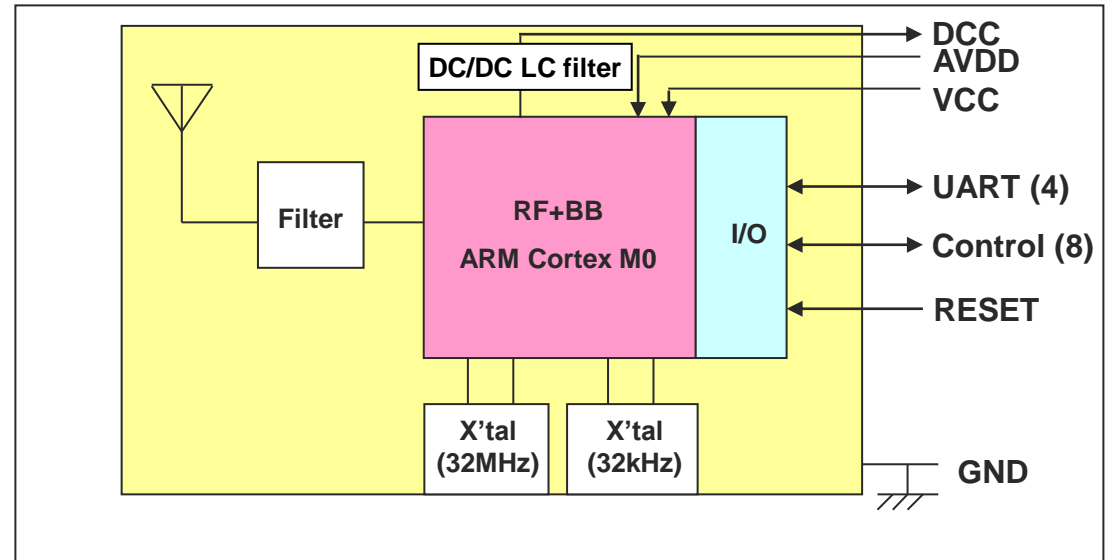 DCC
DC/DC LC filter
AVDD
VCC
Filter
RF+BB
ARM Cortex M0
I/O
UART (4)
Control (8)
RESET
X'tal
(32MHz)
X'tal
(32kHz)
GND